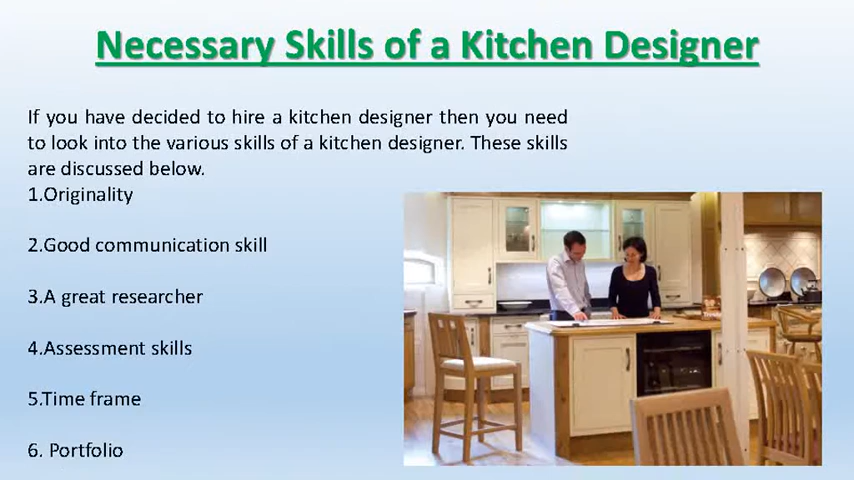 Necessary Skills of a Kitchen Designer
If you have decided to hire a kitchen designer then you need
to look into the various skills of a kitchen designer. These skills
are discussed below.
1.Originality
2.Good communication skill
3.A great researcher
4.Assessment skills
5.Time frame
6. Portfolio